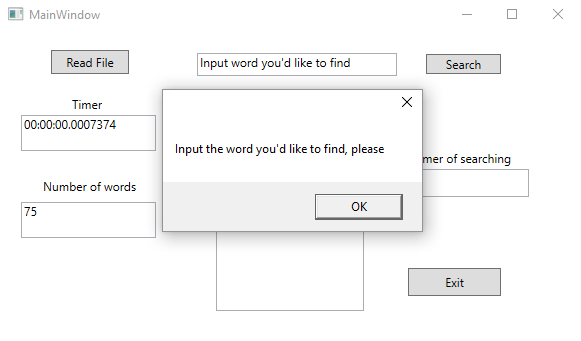 MainWindow
Read File
Input word you'd like to find
Search
Timer
00:00:00.0007374
Input the word you'd like to find, please
mer of searching
Number of words
75
OK
Exit